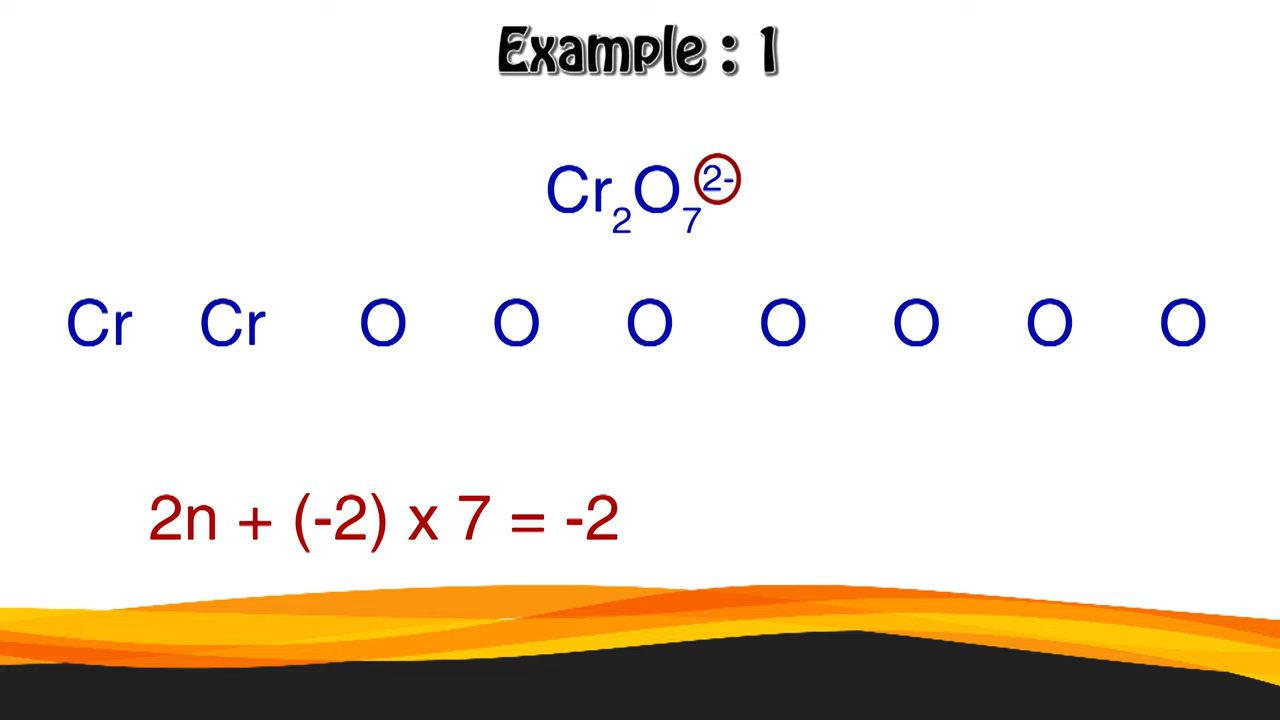 Example : 1
Cr₂O₇²⁻
Cr Cr O O O O O O O
2n + (-2) x 7 = -2